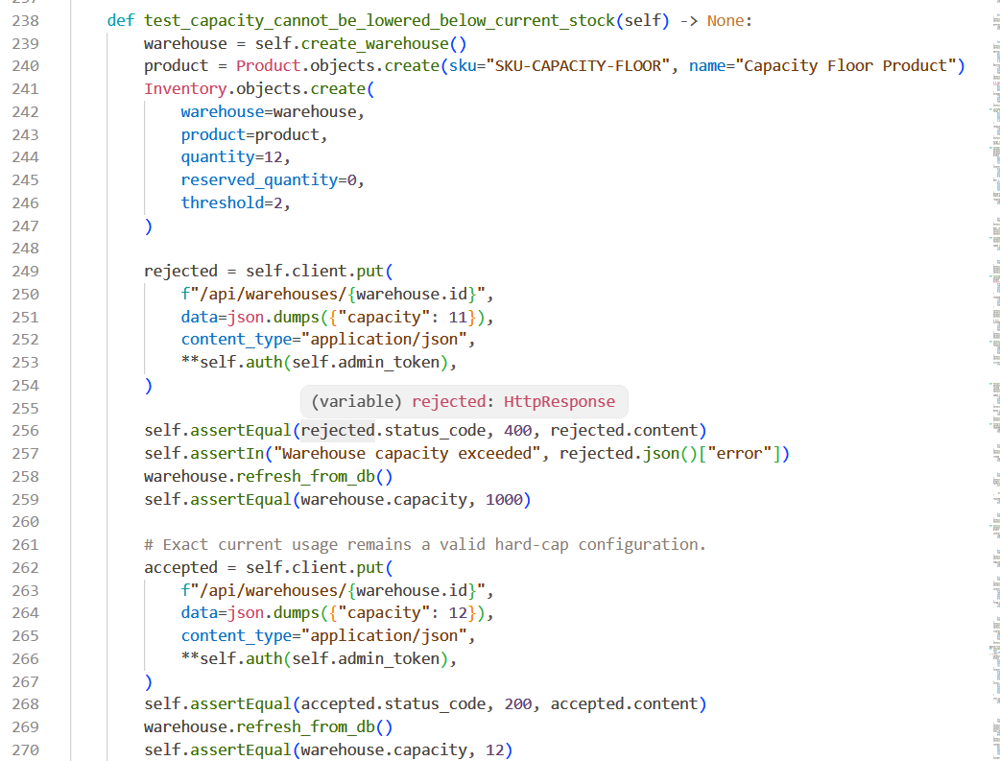 238 def test_capacity_cannot_be_lowered_below_current_stock(self) -> None:
239 warehouse = self.create_warehouse()
240 product = Product.objects.create(sku="SKU-CAPACITY-FLOOR", name="Capacity Floor Product")
241 Inventory.objects.create(
242 warehouse=warehouse,
243 product=product,
244 quantity=12,
245 reserved_quantity=0,
246 threshold=2,
247 )
248
249 rejected = self.client.put(
250 f"/api/warehouses/{warehouse.id}",
251 data=json.dumps({"capacity": 11}),
252 content_type="application/json",
253 **self.auth(self.admin_token),
254 )
(variable) rejected: HttpResponse
255
256 self.assertEqual(rejected.status_code, 400, rejected.content)
257 self.assertIn("Warehouse capacity exceeded", rejected.json()["error"])
258 warehouse.refresh_from_db()
259 self.assertEqual(warehouse.capacity, 1000)
260
261 # Exact current usage remains a valid hard-cap configuration.
262 accepted = self.client.put(
263 f"/api/warehouses/{warehouse.id}",
264 data=json.dumps({"capacity": 12}),
265 content_type="application/json",
266 **self.auth(self.admin_token),
267 )
268 self.assertEqual(accepted.status_code, 200, accepted.content)
269 warehouse.refresh_from_db()
270 self.assertEqual(warehouse.capacity, 12)